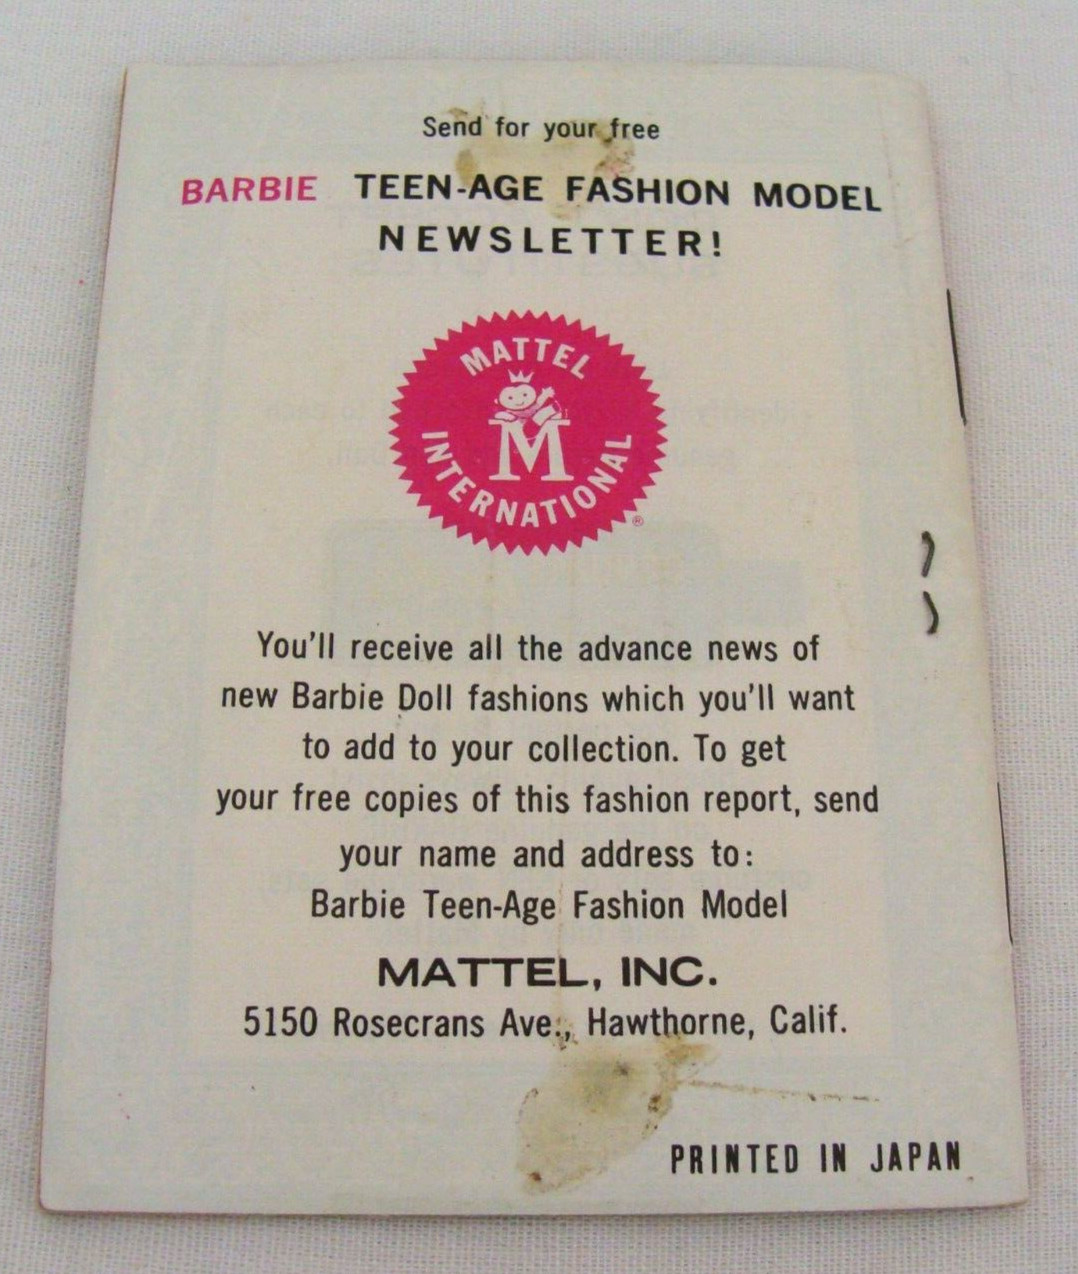 Send for your free
BARBIE TEEN-AGE FASHION MODEL
NEWSLETTER!
MATTEL
M
INTERNATIONAL
®
You'll receive all the advance news of
new Barbie Doll fashions which you'll want
to add to your collection. To get
your free copies of this fashion report, send
your name and address to:
Barbie Teen-Age Fashion Model
MATTEL, INC.
5150 Rosecrans Ave., Hawthorne, Calif.
PRINTED IN JAPAN